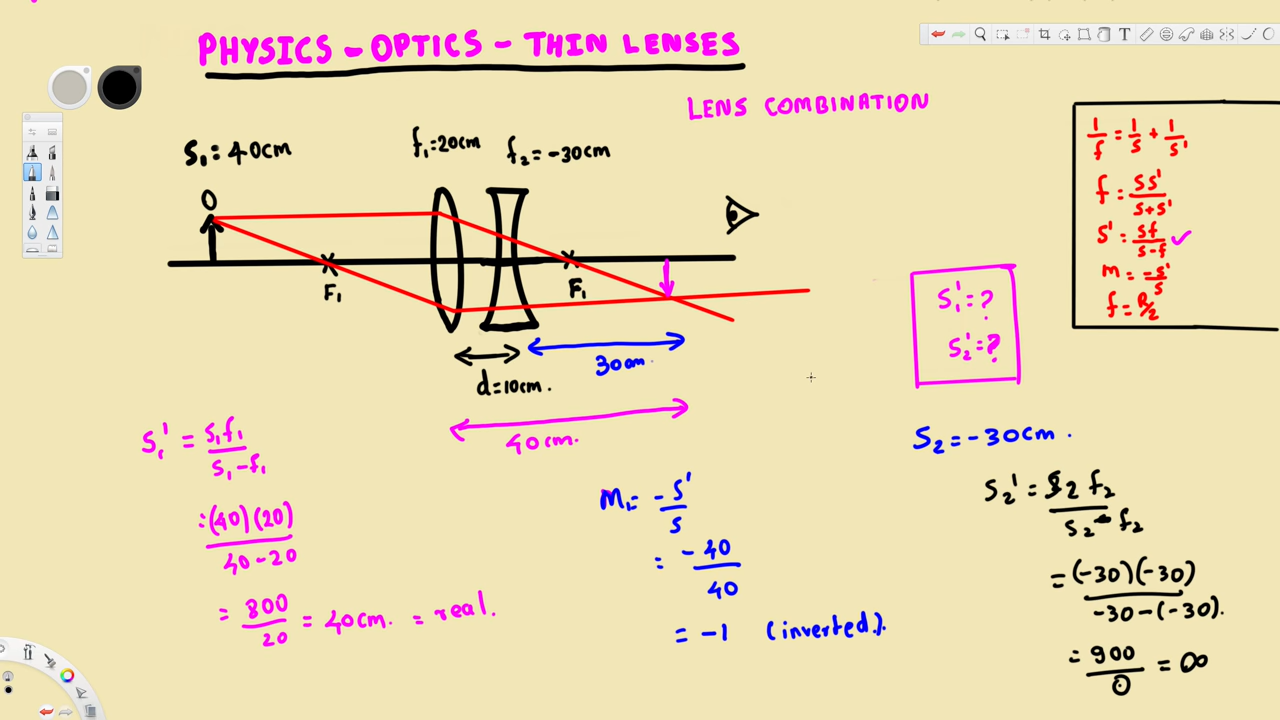 PHYSICS - OPTICS - THIN LENSES
LENS COMBINATION
S₁ = 40cm
f₁=20cm
f₂ = -30cm
O
F₁
F₁
d=10cm.
30cm.
40cm.
1/f = 1/s + 1/s'
f = ss'/s+s'
s' = sf/s-f ✓
m = -s'/s
f = R/2
S₁' = ?
S₂' = ?
S₁' = s₁f₁/s₁-f₁
= (40)(20)/40-20
= 800/20 = 40cm. = real.
M₁ = -s'/s
= -40/40
= -1 (inverted).
S₂ = -30cm.
S₂' = s₂ f₂/s₂ - f₂
= (-30)(-30)/-30-(-30).
= 900/0 = ∞